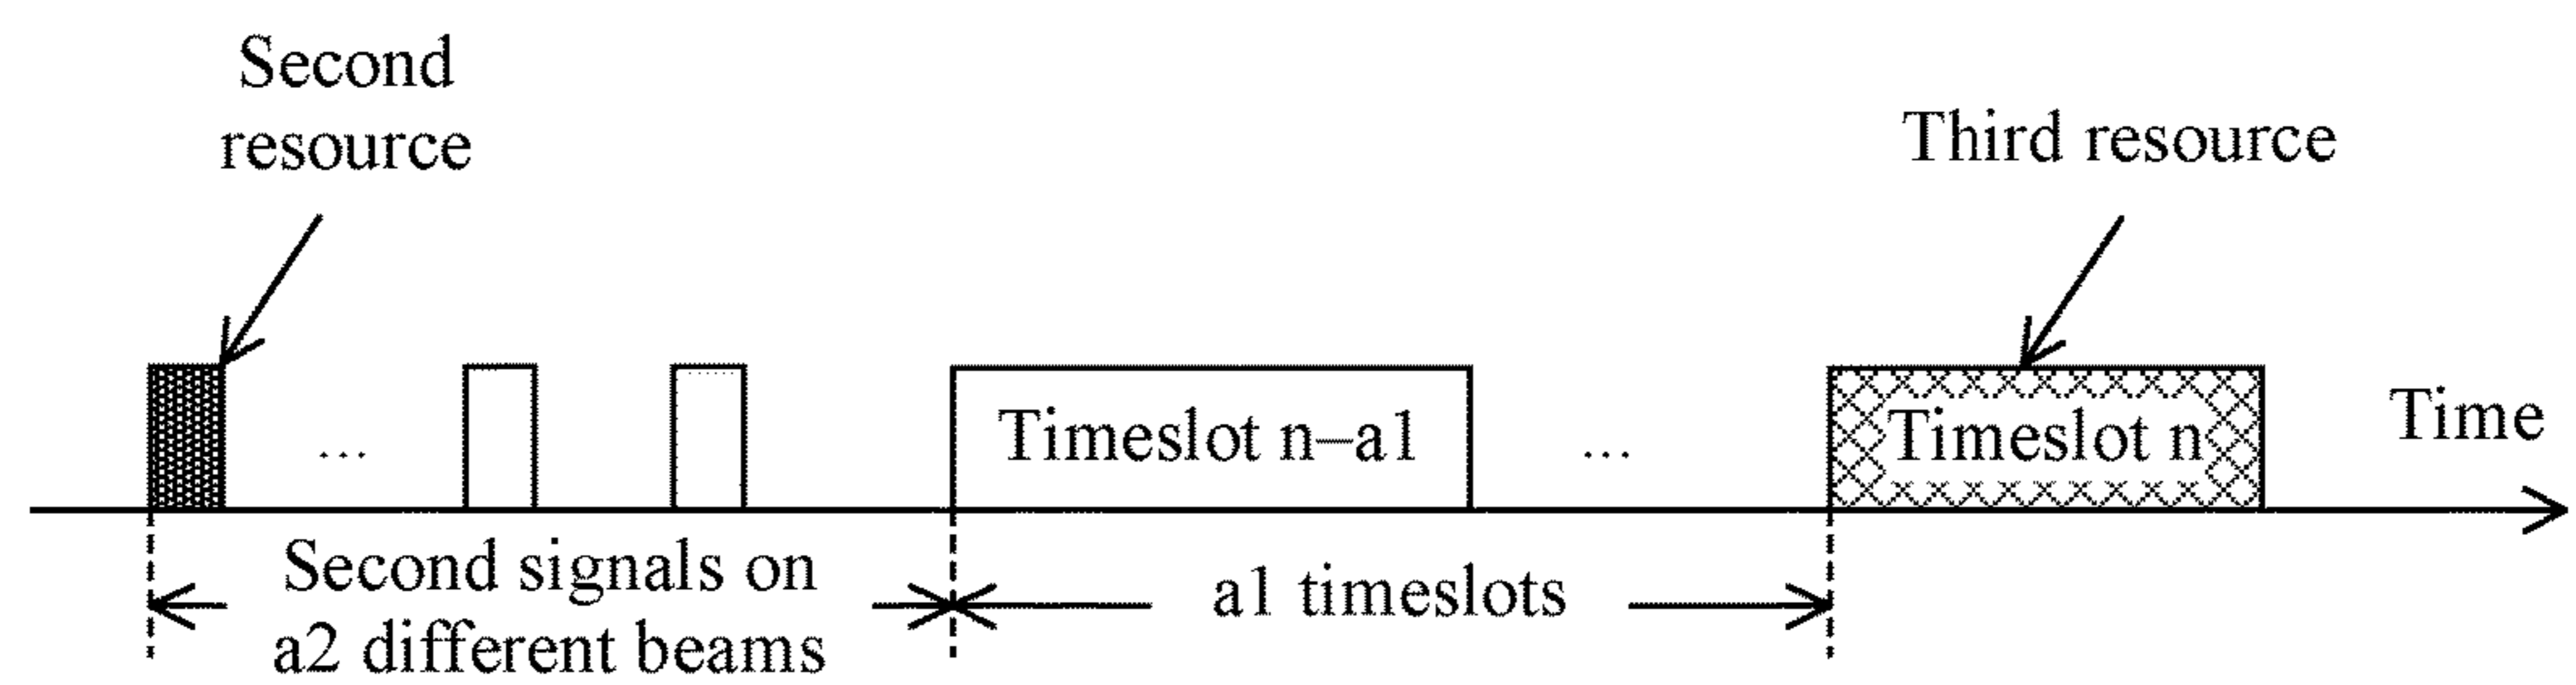 Second
resource
Third resource
...
Timeslot n–a1
...
Timeslot n
Time
Second signals on
a2 different beams
a1 timeslots